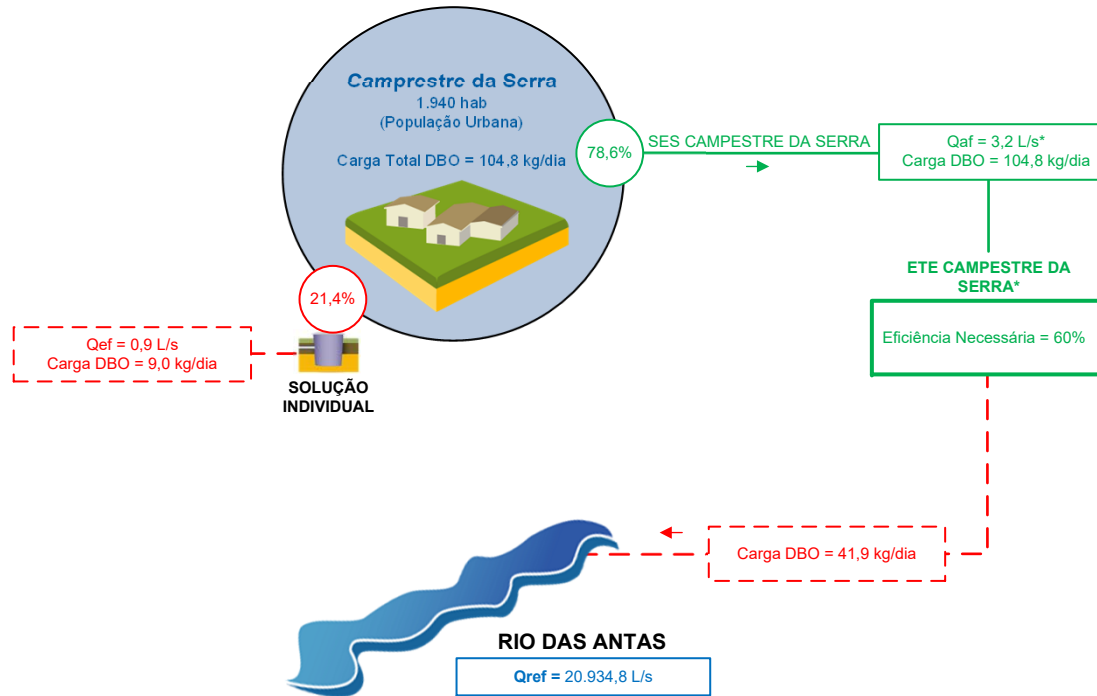 Camprostro da Sorra
1.940 hab
(População Urbana)
Carga Total DBO = 104,8 kg/dia
78,6%
SES CAMPESTRE DA SERRA
Qaf = 3,2 L/s*
Carga DBO = 104,8 kg/dia
ETE CAMPESTRE DA
SERRA*
Eficiência Necessária = 60%
21,4%
Qef = 0,9 L/s
Carga DBO = 9,0 kg/dia
SOLUÇÃO
INDIVIDUAL
Carga DBO = 41,9 kg/dia
RIO DAS ANTAS
Qref = 20.934,8 L/s